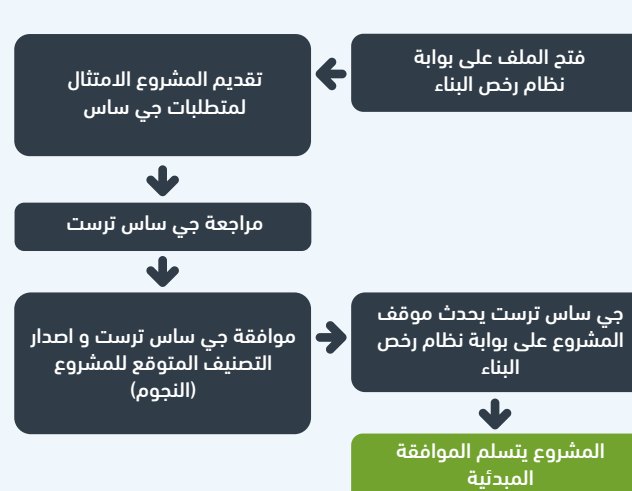 فتح الملف على بوابة
نظام رخص البناء
تقديم المشروع الامتثال
لمتطلبات جي ساس
مراجعة جي ساس ترست
موافقة جي ساس ترست و اصدار
التصنيف المتوقع للمشروع
(النجوم)
جي ساس ترست يحدث موقف
المشروع على بوابة نظام رخص
البناء
المشروع يتسلم الموافقة
المبدئية